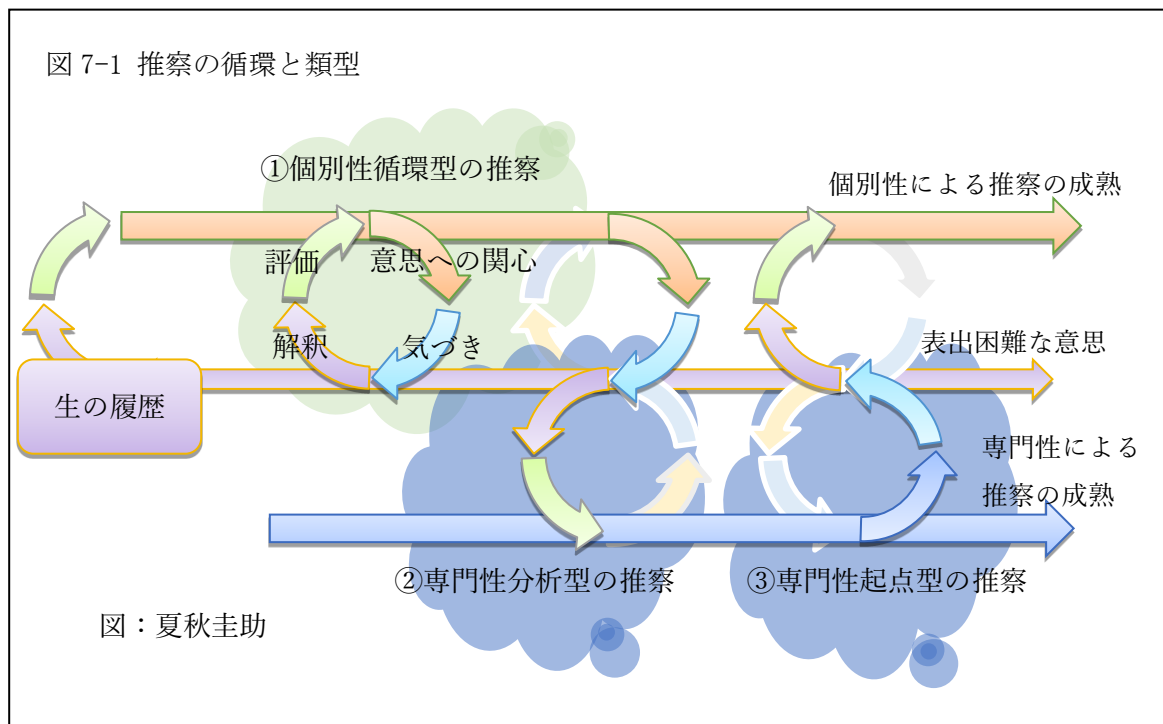 図 7-1 推察の循環と類型
①個別性循環型の推察
個別性による推察の成熟
評価
意思への関心
解釈
気づき
表出困難な意思
生の履歴
専門性による
推察の成熟
②専門性分析型の推察
③専門性起点型の推察
図：夏秋圭助